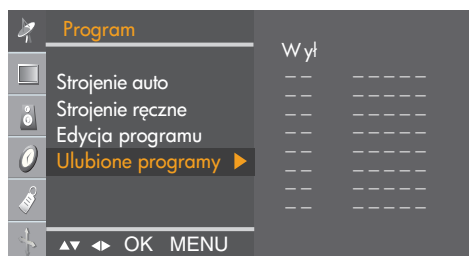 Program
Strojenie auto
Strojenie ręczne
Edycja programu
Ulubione programy ▶
▲▼ ◀▶ OK MENU
Wył
-- -----
-- -----
-- -----
-- -----
-- -----
-- -----
-- -----
-- -----